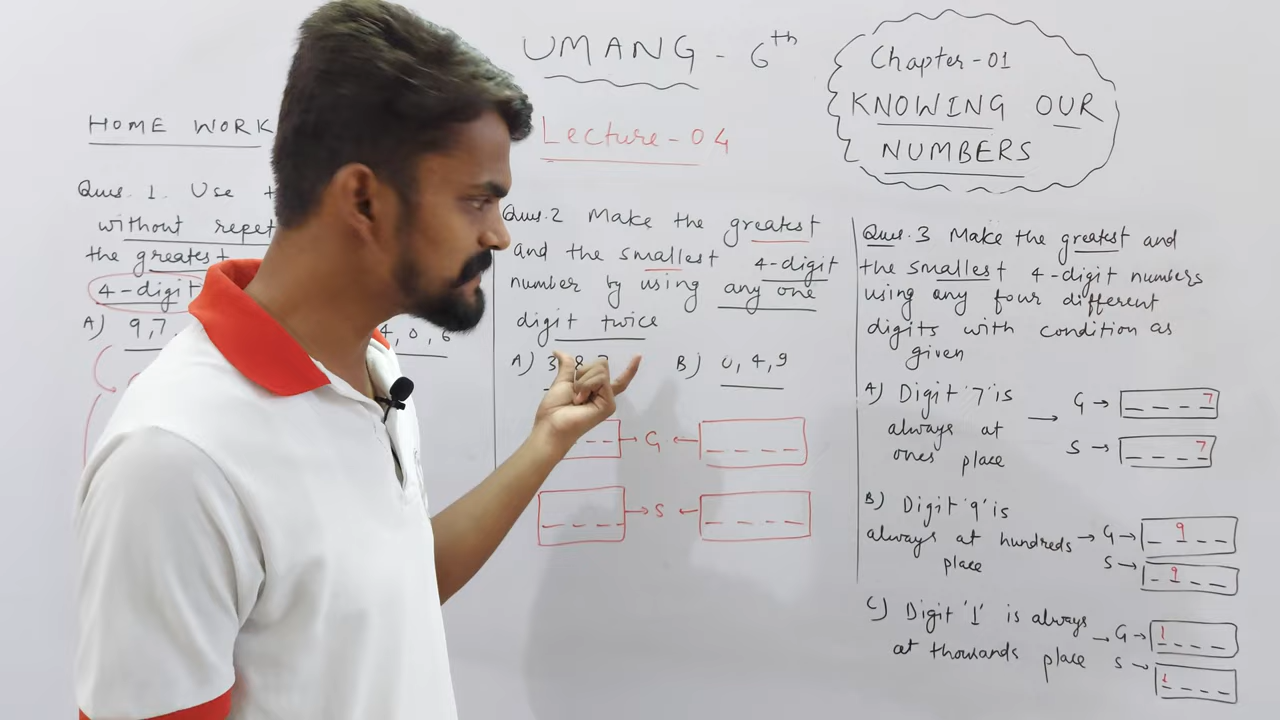 UMANG - 6th
Chapter-01
KNOWING OUR
NUMBERS
Lecture-04
HOME WORK
Ques. 1. Use
without
the greatest
4-digit
A) 9,7
, 0, 6
Ques.2 Make the greatest
and the smallest 4-digit
number by using any one
digit twice
A) 3 8
B) 0, 4, 9
_ _ → G ← _ _ _ _
_ _ _ _ → S ← _ _ _ _
Ques.3 Make the greatest and
the smallest 4-digit numbers
using any four different
digits with condition as
given
A) Digit '7' is
always at
ones place
→ G → _ _ _ 7
S → _ _ _ 7
B) Digit '9' is
always at hundreds
place
→ G → _ 9 _ _
S → _ 9 _ _
C) Digit '1' is always
at thousands place
→ G → 1 _ _ _
S → 1 _ _ _